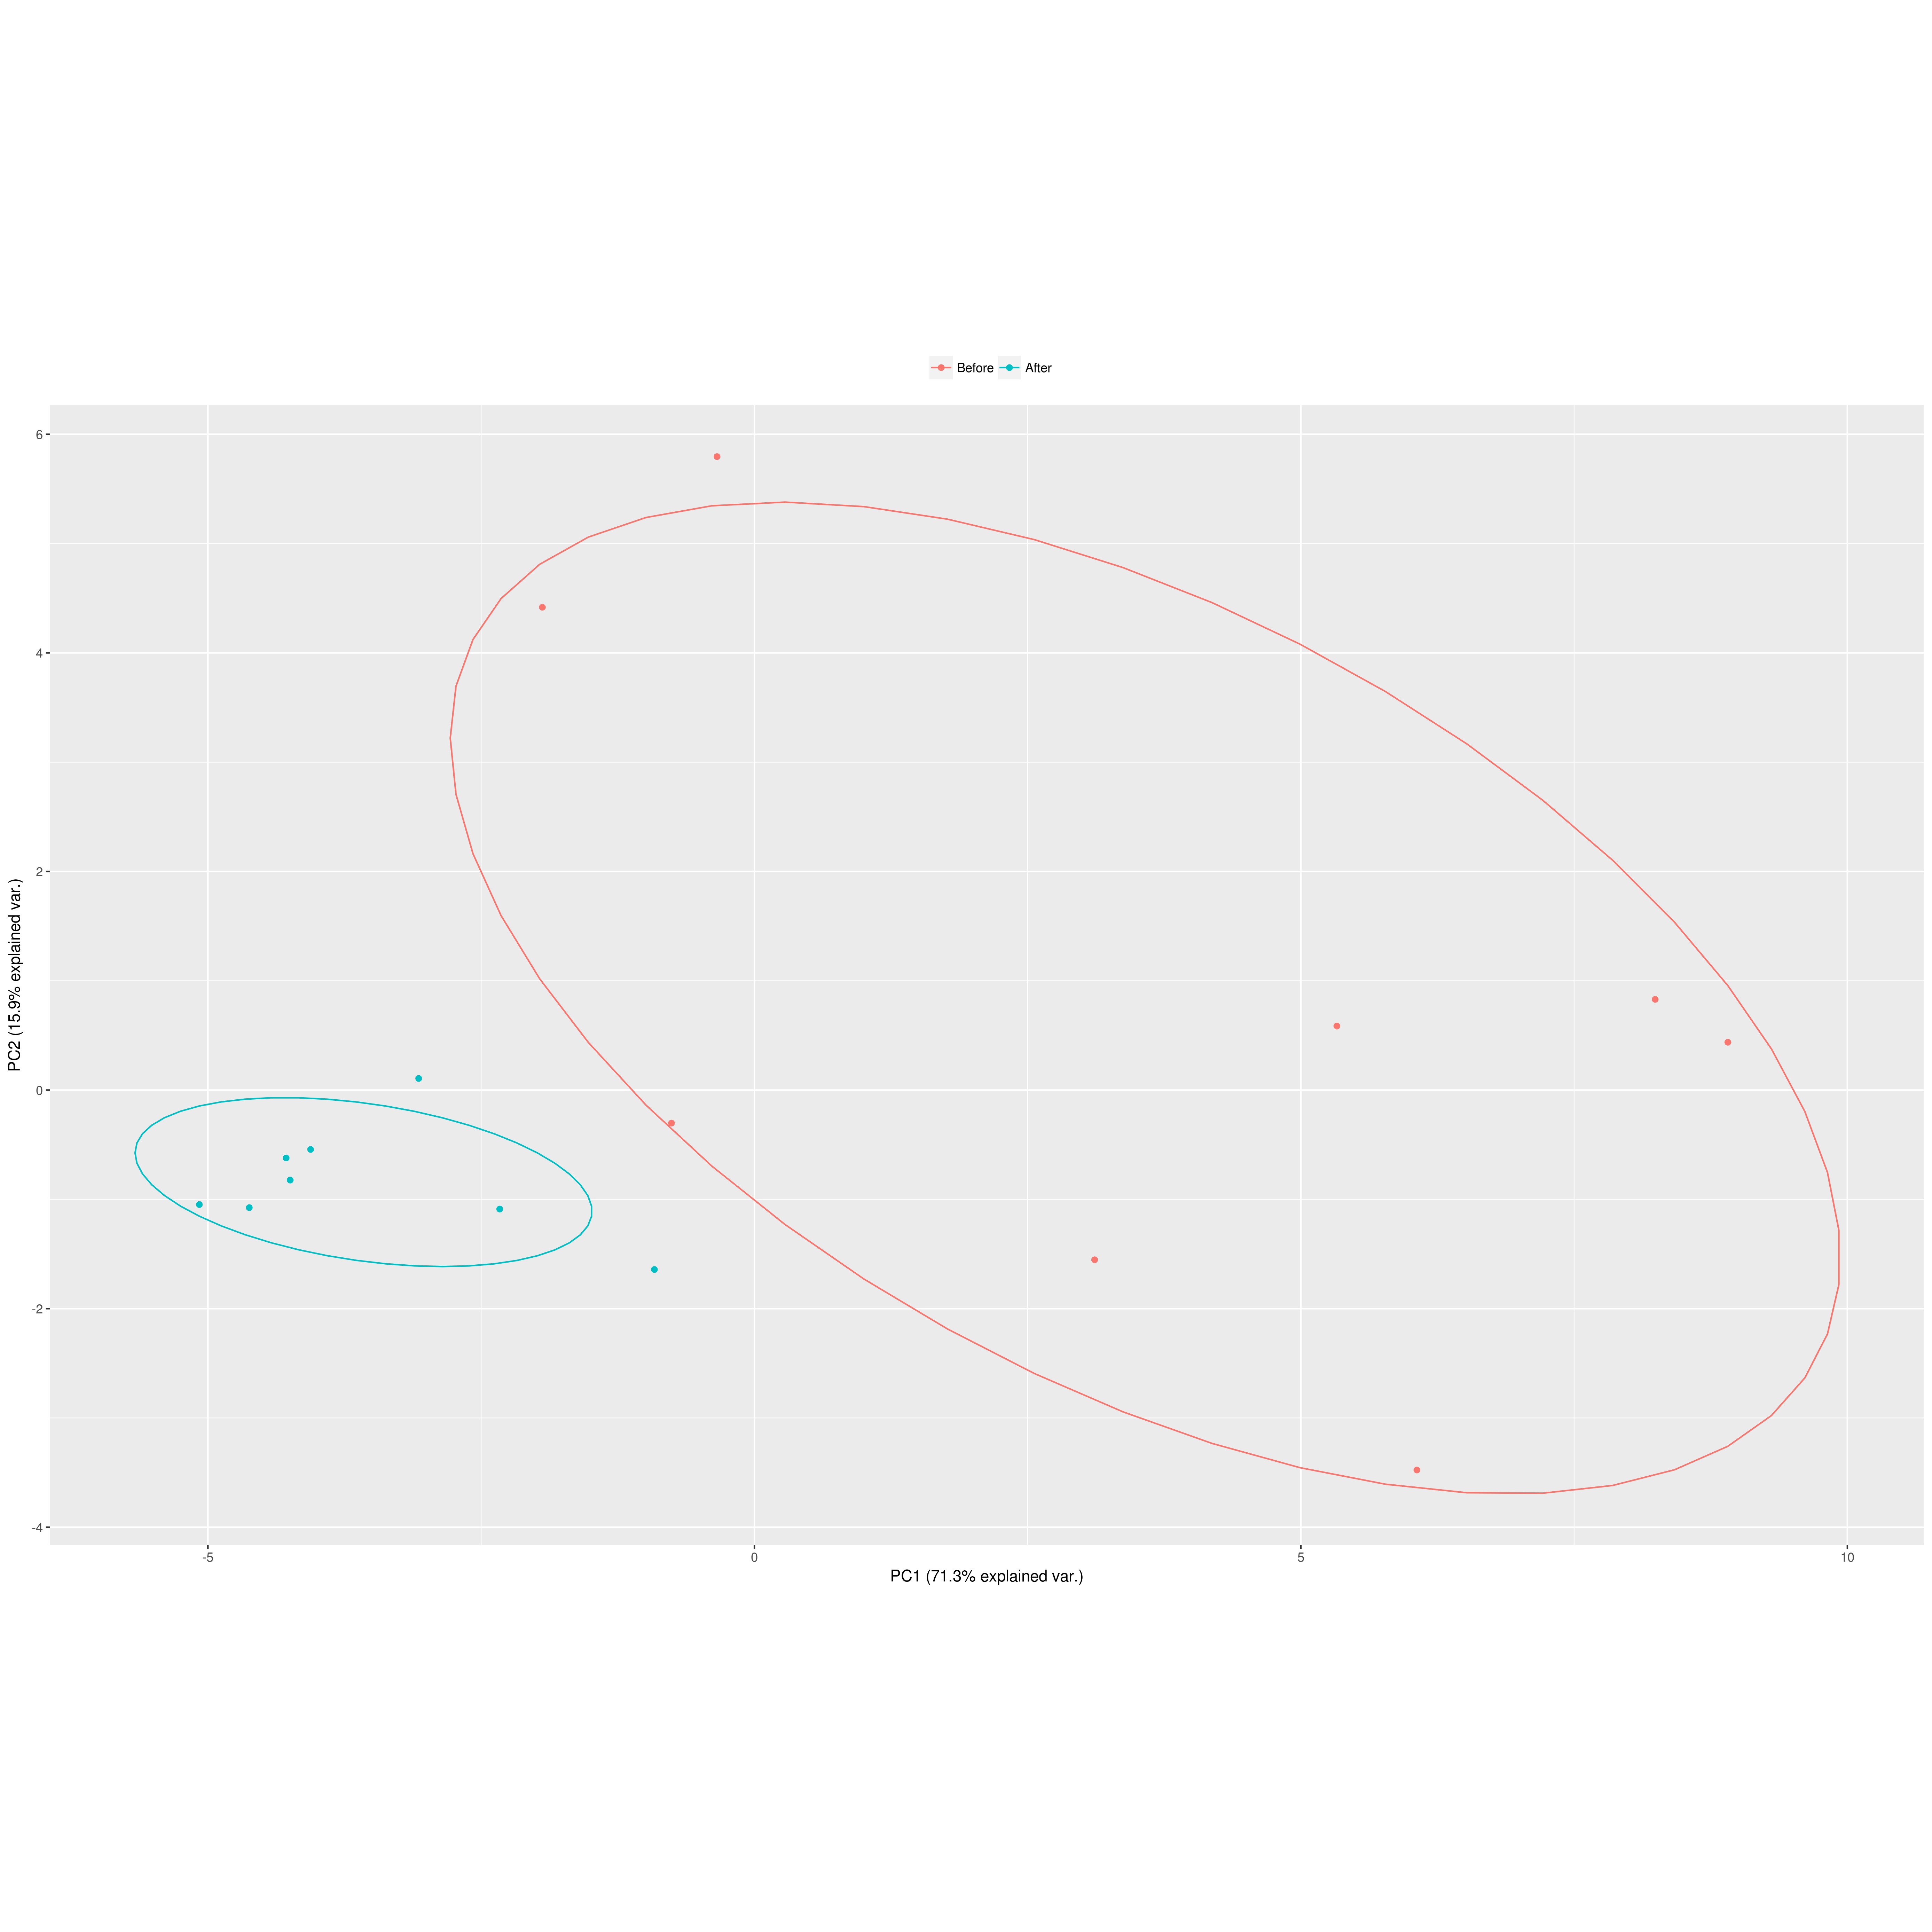 Before After
6
4
2
0
-2
-4
PC2 (15.9% explained var.)
-5 0 5 10
PC1 (71.3% explained var.)